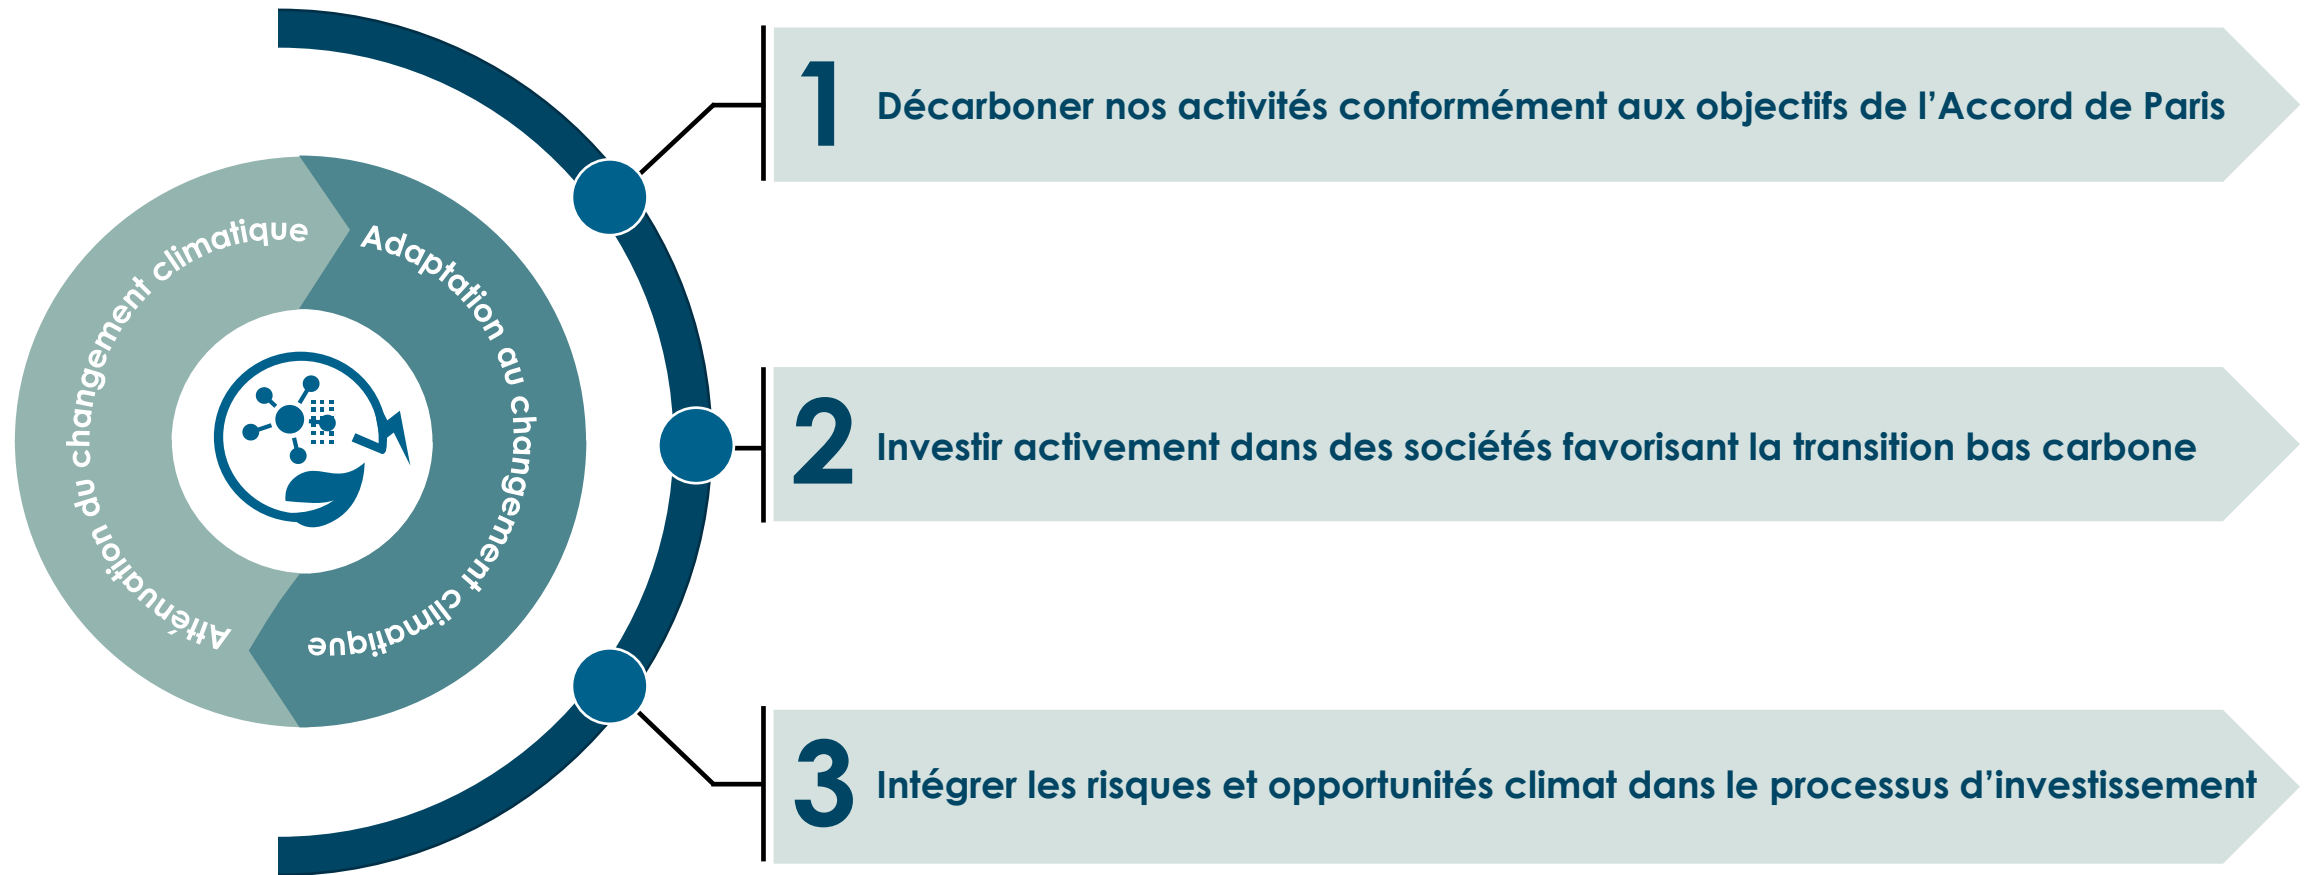 Atténuation du changement climatique
Adaptation au changement climatique
1 Décarboner nos activités conformément aux objectifs de l’Accord de Paris
2 Investir activement dans des sociétés favorisant la transition bas carbone
3 Intégrer les risques et opportunités climat dans le processus d’investissement